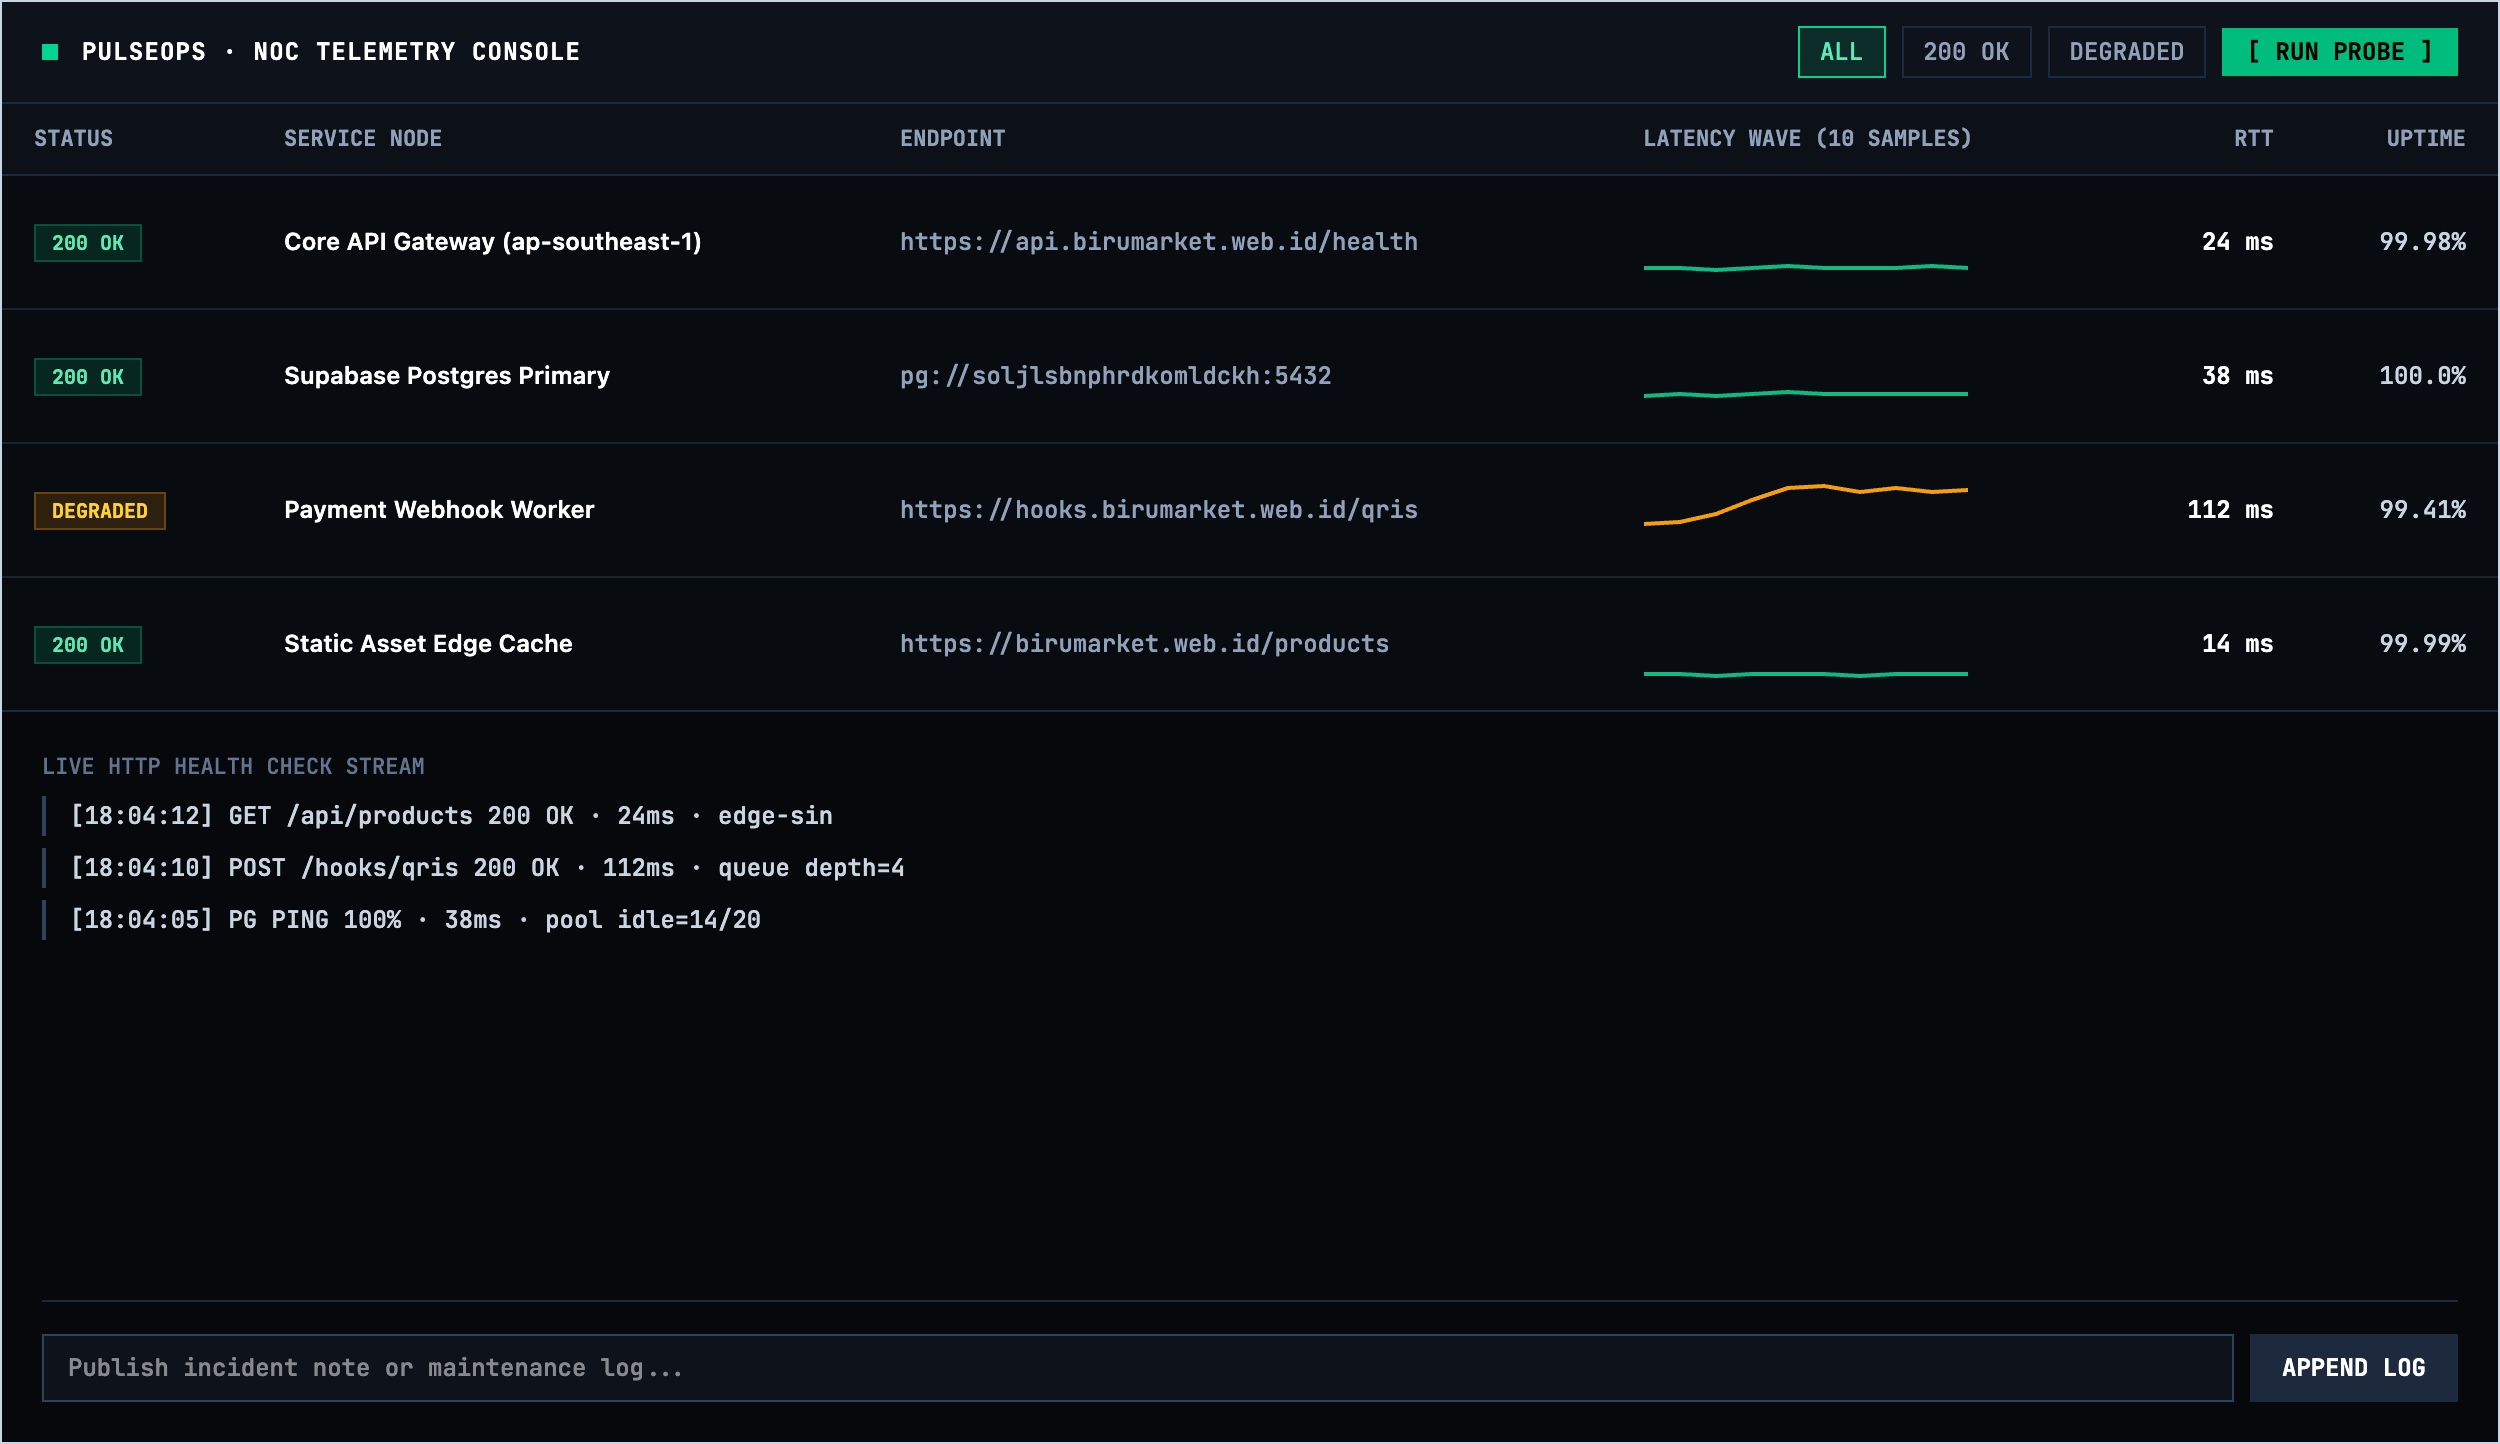 PULSEOPS · NOC TELEMETRY CONSOLE
ALL 200 OK DEGRADED [ RUN PROBE ]
STATUS SERVICE NODE ENDPOINT LATENCY WAVE (10 SAMPLES) RTT UPTIME
200 OK Core API Gateway (ap-southeast-1) https://api.birumarket.web.id/health 24 ms 99.98%
200 OK Supabase Postgres Primary pg://soljlsbnphrdkomldckh:5432 38 ms 100.0%
DEGRADED Payment Webhook Worker https://hooks.birumarket.web.id/qris 112 ms 99.41%
200 OK Static Asset Edge Cache https://birumarket.web.id/products 14 ms 99.99%
LIVE HTTP HEALTH CHECK STREAM
[18:04:12] GET /api/products 200 OK · 24ms · edge-sin
[18:04:10] POST /hooks/qris 200 OK · 112ms · queue depth=4
[18:04:05] PG PING 100% · 38ms · pool idle=14/20
Publish incident note or maintenance log...
APPEND LOG